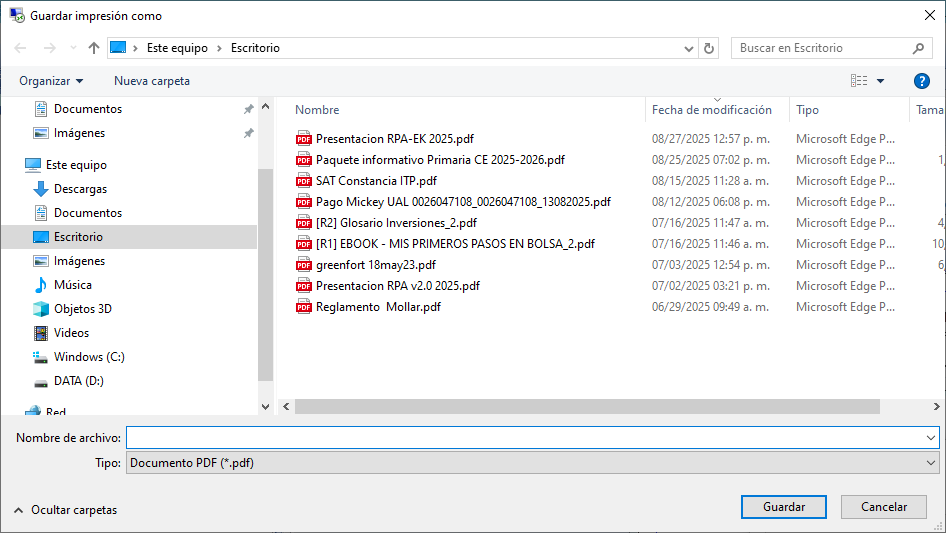 Guardar impresión como
Este equipo › Escritorio
Buscar en Escritorio
Organizar Nueva carpeta
Documentos
Imágenes
Este equipo
Descargas
Documentos
Escritorio
Imágenes
Música
Objetos 3D
Videos
Windows (C:)
DATA (D:)
Red
Nombre Fecha de modificación Tipo Tama
Presentacion RPA-EK 2025.pdf 08/27/2025 12:57 p. m. Microsoft Edge P...
Paquete informativo Primaria CE 2025-2026.pdf 08/25/2025 07:02 p. m. Microsoft Edge P... 1,
SAT Constancia ITP.pdf 08/15/2025 11:28 a. m. Microsoft Edge P...
Pago Mickey UAL 0026047108_0026047108_13082025.pdf 08/12/2025 06:08 p. m. Microsoft Edge P...
[R2] Glosario Inversiones_2.pdf 07/16/2025 11:47 a. m. Microsoft Edge P... 4,
[R1] EBOOK - MIS PRIMEROS PASOS EN BOLSA_2.pdf 07/16/2025 11:46 a. m. Microsoft Edge P... 10,
greenfort 18may23.pdf 07/03/2025 12:54 p. m. Microsoft Edge P... 6,
Presentacion RPA v2.0 2025.pdf 07/02/2025 03:21 p. m. Microsoft Edge P...
Reglamento  Mollar.pdf 06/29/2025 09:49 a. m. Microsoft Edge P...
Nombre de archivo:
Tipo: Documento PDF (*.pdf)
Ocultar carpetas
Guardar Cancelar